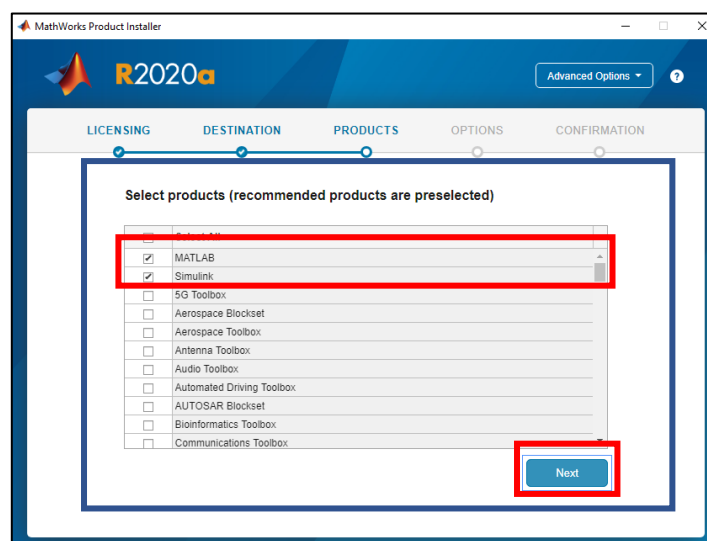 MathWorks Product Installer
R2020a
Advanced Options
?
LICENSING DESTINATION PRODUCTS OPTIONS CONFIRMATION
Select products (recommended products are preselected)
MATLAB
Simulink
5G Toolbox
Aerospace Blockset
Aerospace Toolbox
Antenna Toolbox
Audio Toolbox
Automated Driving Toolbox
AUTOSAR Blockset
Bioinformatics Toolbox
Communications Toolbox
Next